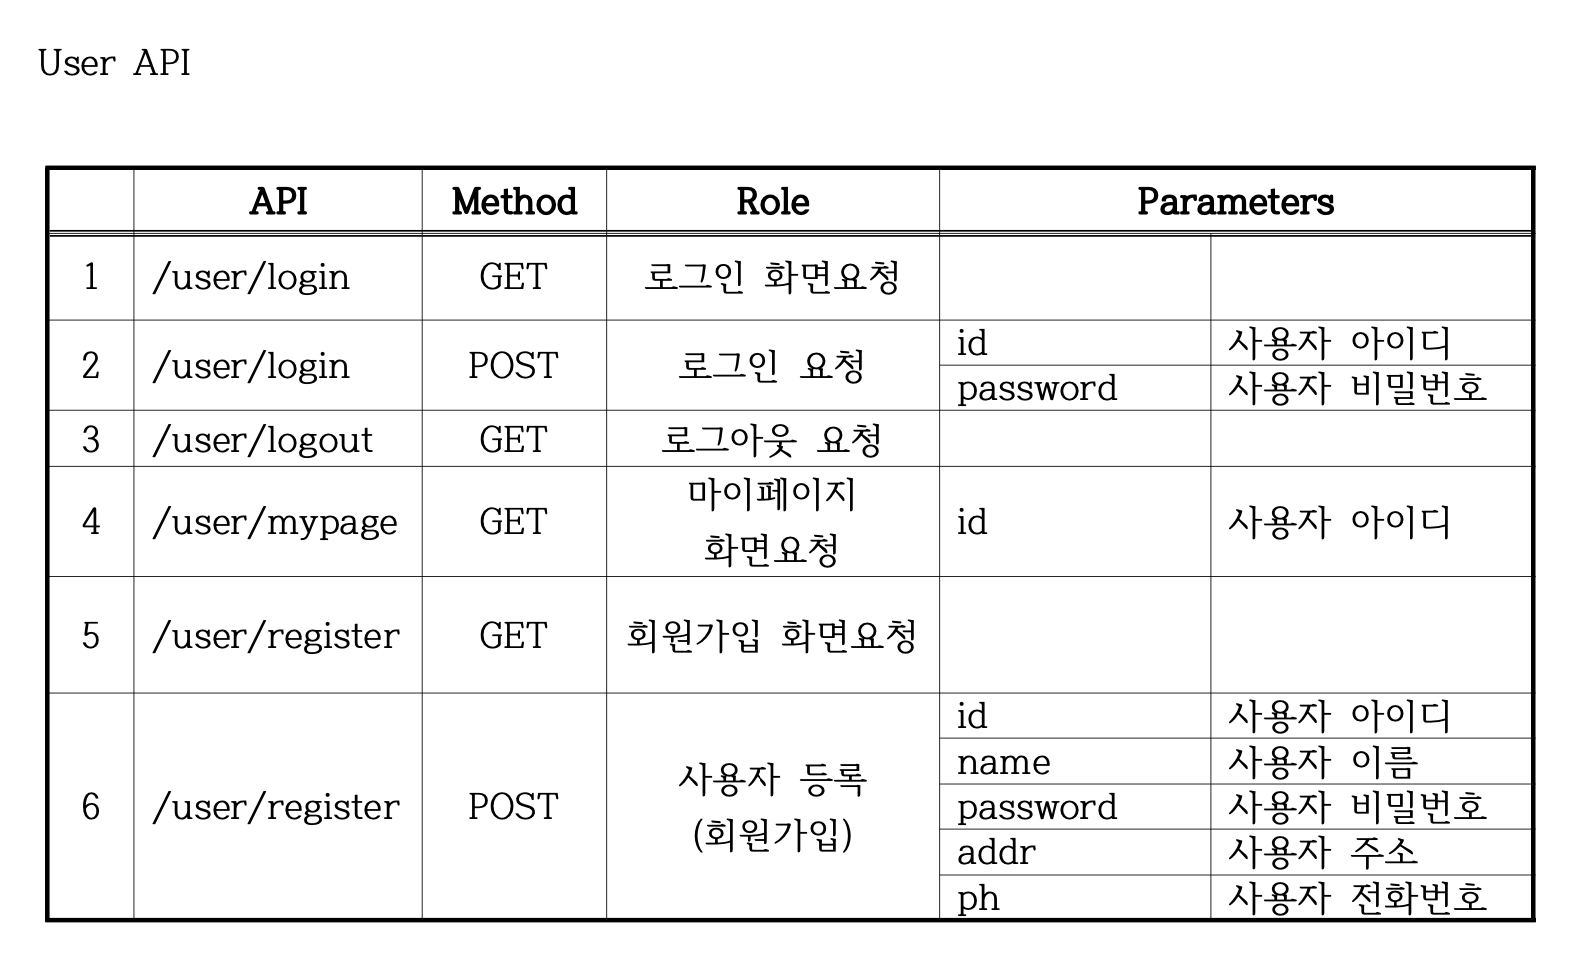 User API
API Method Role Parameters
1 /user/login GET 로그인 화면요청
2 /user/login POST 로그인 요청
id 사용자 아이디
password 사용자 비밀번호
3 /user/logout GET 로그아웃 요청
4 /user/mypage GET 마이페이지
화면요청
id 사용자 아이디
5 /user/register GET 회원가입 화면요청
6 /user/register POST 사용자 등록
(회원가입)
id 사용자 아이디
name 사용자 이름
password 사용자 비밀번호
addr 사용자 주소
ph 사용자 전화번호